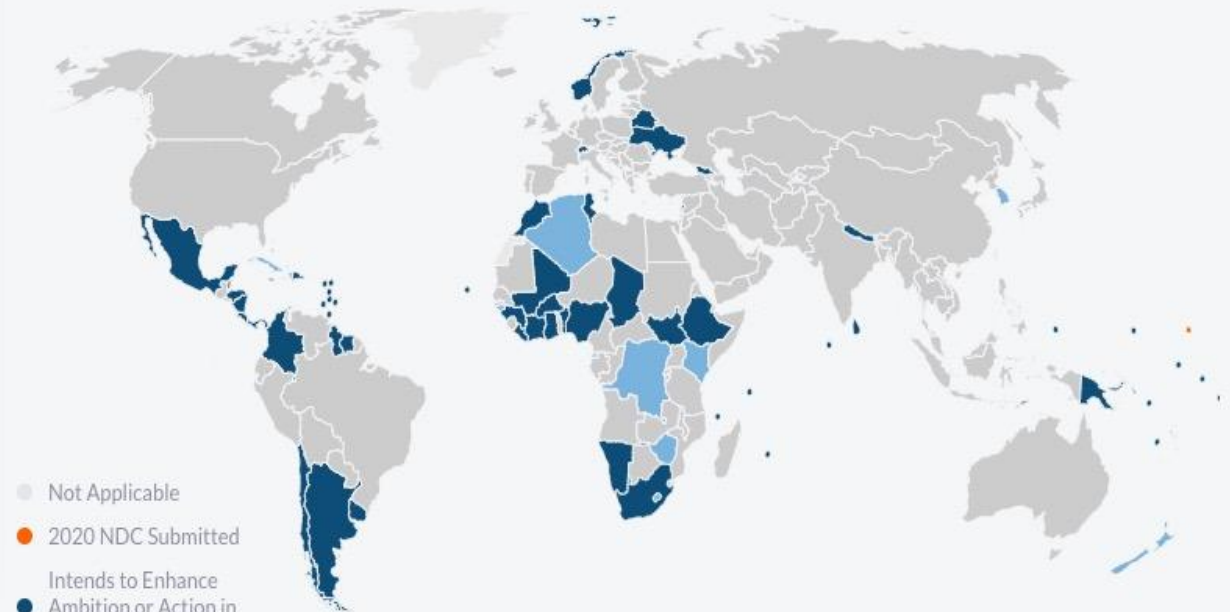 Not Applicable
2020 NDC Submitted
Intends to Enhance
Ambition or Action in